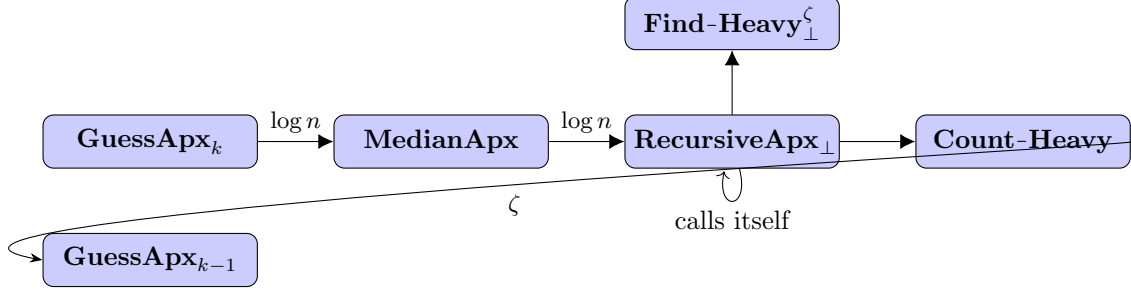 Find-Heavy^ζ_⊥
GuessApx_k
log n
MedianApx
log n
RecursiveApx_⊥
Count-Heavy
ζ
calls itself
GuessApx_{k−1}